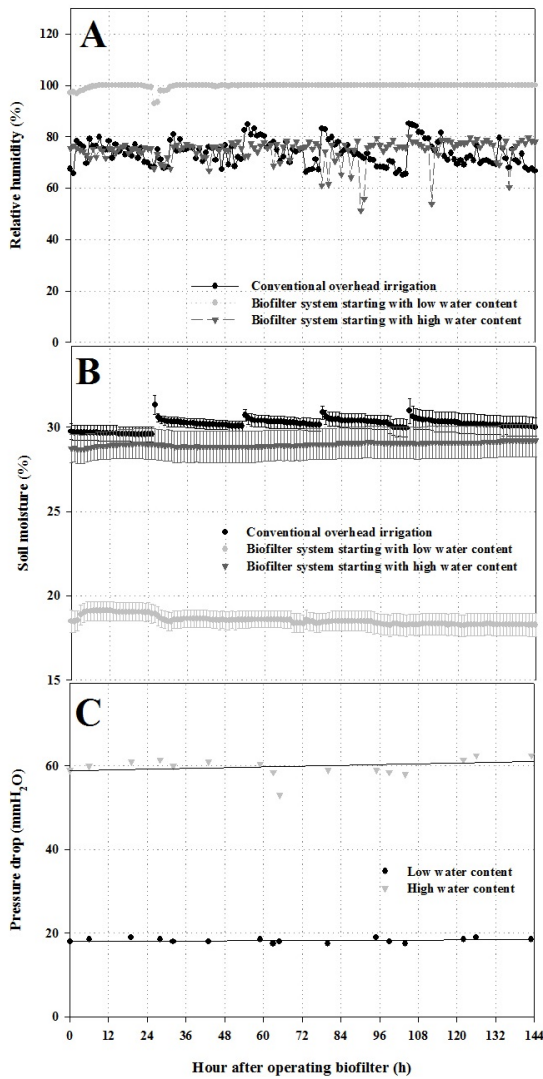 A
Relative humidity (%)
120
100
80
60
40
20
0
Conventional overhead irrigation
Biofilter system starting with low water content
Biofilter system starting with high water content
B
Soil moisture (%)
30
25
20
15
Conventional overhead irrigation
Biofilter system starting with low water content
Biofilter system starting with high water content
C
Pressure drop (mmH2O)
60
40
20
0
Low water content
High water content
0 12 24 36 48 60 72 84 96 108 120 132 144
Hour after operating biofilter (h)